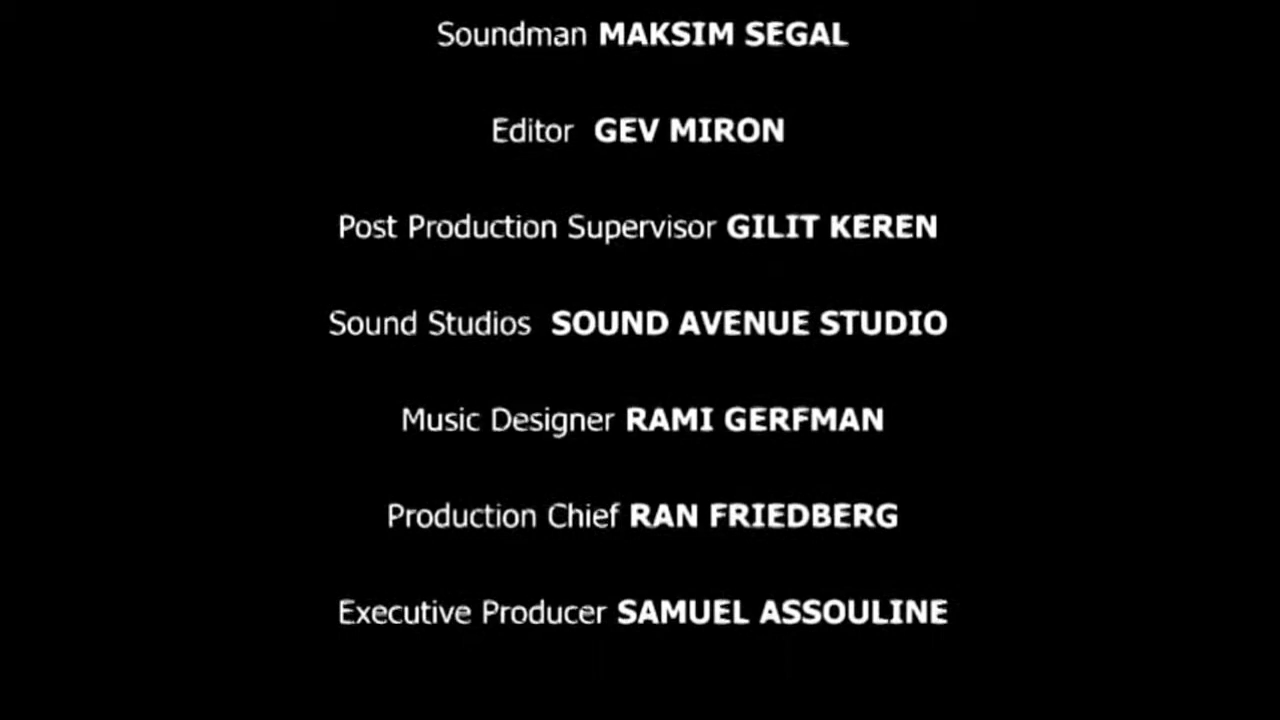 Soundman MAKSIM SEGAL
Editor GEV MIRON
Post Production Supervisor GILIT KEREN
Sound Studios SOUND AVENUE STUDIO
Music Designer RAMI GERFMAN
Production Chief RAN FRIEDBERG
Executive Producer SAMUEL ASSOULINE